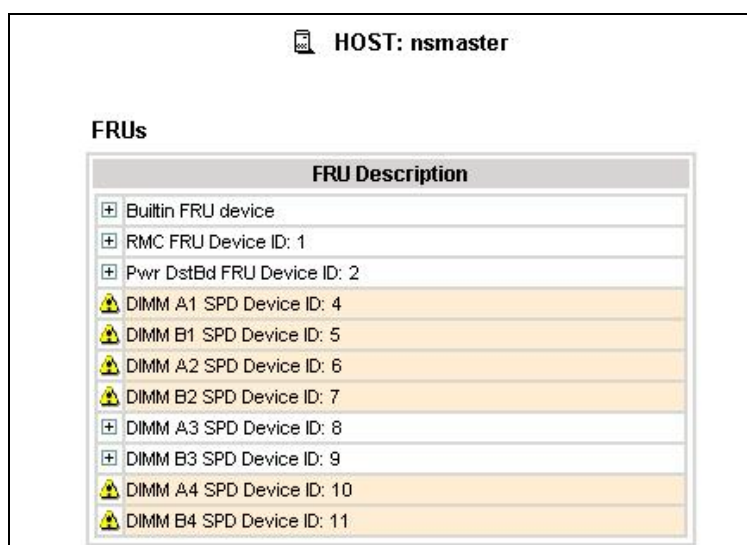 HOST: nsmaster
FRUs
FRU Description
Builtin FRU device
RMC FRU Device ID: 1
Pwr DstBd FRU Device ID: 2
DIMM A1 SPD Device ID: 4
DIMM B1 SPD Device ID: 5
DIMM A2 SPD Device ID: 6
DIMM B2 SPD Device ID: 7
DIMM A3 SPD Device ID: 8
DIMM B3 SPD Device ID: 9
DIMM A4 SPD Device ID: 10
DIMM B4 SPD Device ID: 11